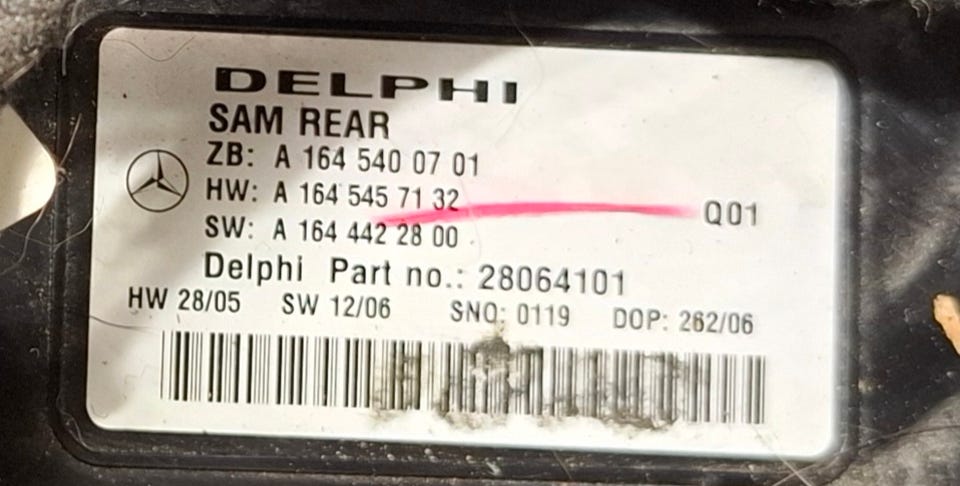 DELPHI
SAM REAR
ZB: A 164 540 07 01
HW: A 164 545 71 32
Q01
SW: A 164 442 28 00
Delphi Part no.: 28064101
HW 28/05 SW 12/06 SNO: 0119 DOP: 262/06